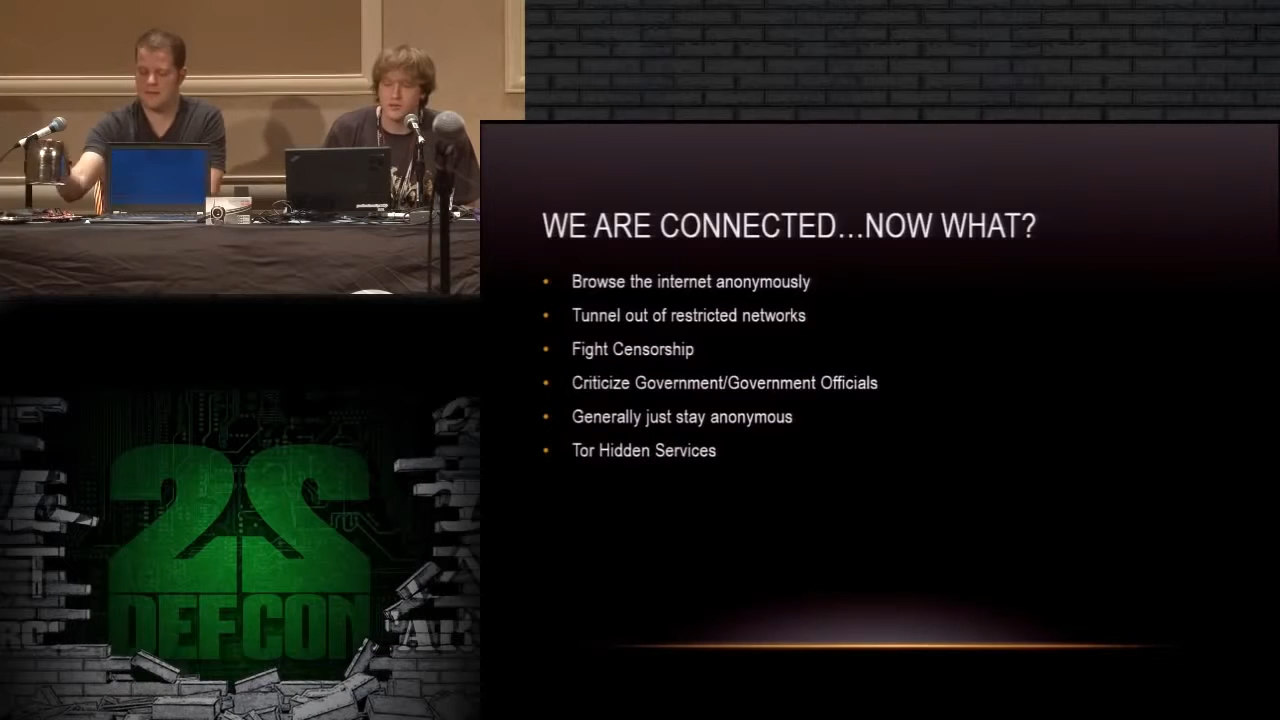 WE ARE CONNECTED...NOW WHAT?
• Browse the internet anonymously
• Tunnel out of restricted networks
• Fight Censorship
• Criticize Government/Government Officials
• Generally just stay anonymous
• Tor Hidden Services
22
DEFCON